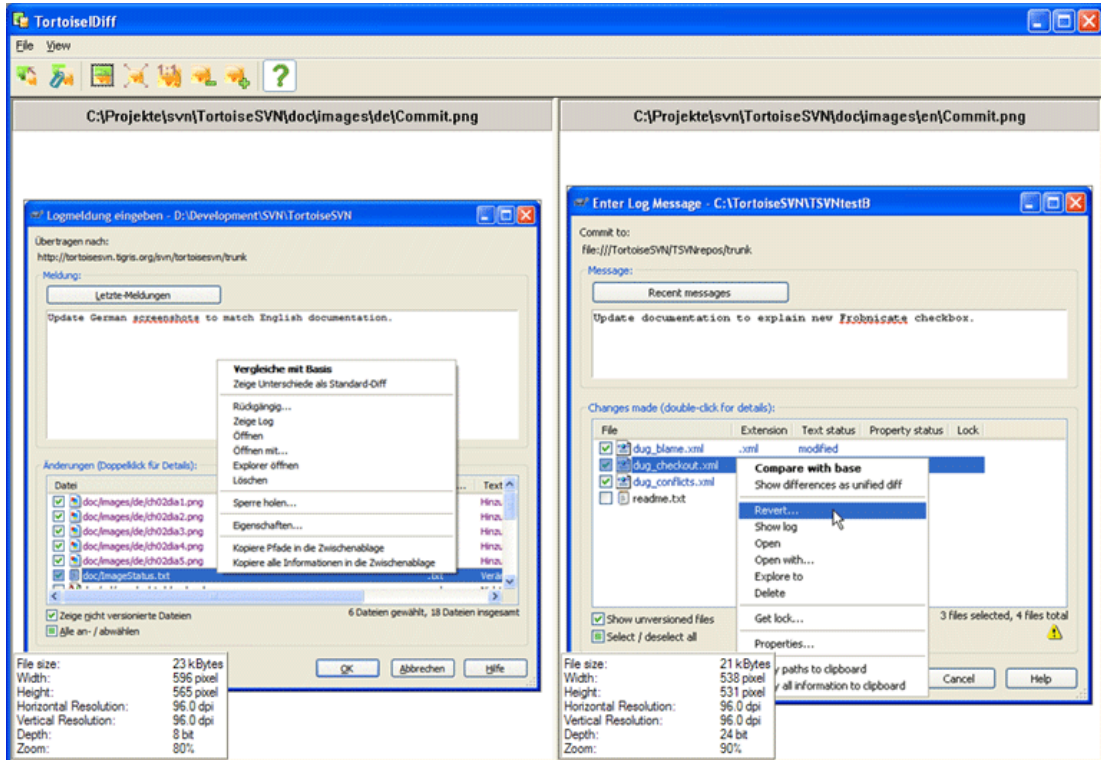 TortoiseIDiff
File View
C:\Projekte\svn\TortoiseSVN\doc\images\de\Commit.png
Logmeldung eingeben - D:\Development\SVN\TortoiseSVN
Übertragen nach:
http://tortoisesvn.tigris.org/svn/tortoisesvn/trunk
Meldung:
Letzte-Meldungen
Update German screenshots to match English documentation.
Vergleiche mit Basis
Zeige Unterschiede als Standard-Diff
Rückgängig...
Zeige Log
Öffnen
Öffnen mit...
Explorer öffnen
Löschen
Sperre holen...
Eigenschaften...
Kopiere Pfade in die Zwischenablage
Kopiere alle Informationen in die Zwischenablage
Änderungen (Doppelklick für Details):
Datei ... Text
doc/images/de/ch02dia1.png Hinz.
doc/images/de/ch02dia2.png Hinz.
doc/images/de/ch02dia3.png Hinz.
doc/images/de/ch02dia4.png Hinz.
doc/images/de/ch02dia5.png Hinz.
doc/ImageStatus.txt .txt Verär
Zeige nicht versionierte Dateien
6 Dateien gewählt, 18 Dateien insgesamt
Alle an- / abwählen
OK Abbrechen Hilfe
File size: 23 kBytes
Width: 596 pixel
Height: 565 pixel
Horizontal Resolution: 96.0 dpi
Vertical Resolution: 96.0 dpi
Depth: 8 bit
Zoom: 80%
C:\Projekte\svn\TortoiseSVN\doc\images\en\Commit.png
Enter Log Message - C:\TortoiseSVN\TSVNtestB
Commit to:
file:///TortoiseSVN/TSVNrepos/trunk
Message:
Recent messages
Update documentation to explain new Frobnicate checkbox.
Changes made (double-click for details):
File Extension Text status Property status Lock
dug_blame.xml .xml modified
dug_checkout.xml
dug_conflicts.xml
readme.txt
Compare with base
Show differences as unified diff
Revert...
Show log
Open
Open with...
Explore to
Delete
Get lock...
Properties...
y paths to clipboard
y all information to clipboard
Show unversioned files
3 files selected, 4 files total
Select / deselect all
Cancel Help
File size: 21 kBytes
Width: 538 pixel
Height: 531 pixel
Horizontal Resolution: 96.0 dpi
Vertical Resolution: 96.0 dpi
Depth: 24 bit
Zoom: 90%